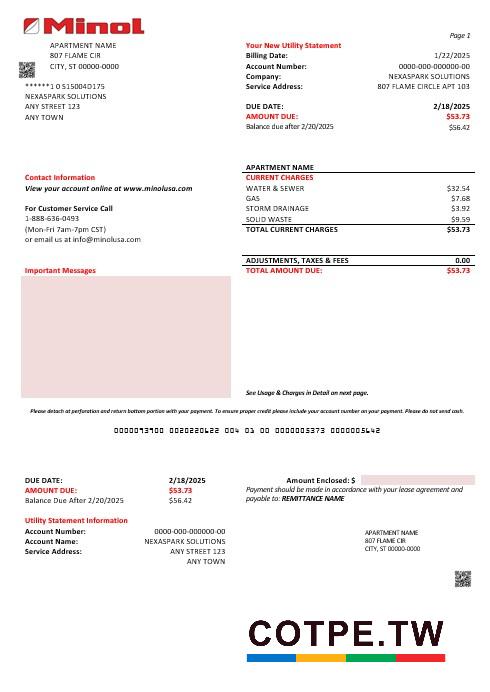 Minol
Page 1
APARTMENT NAME
807 FLAME CIR
CITY, ST 00000-0000
******1 0 515004D175
NEXASPARK SOLUTIONS
ANY STREET 123
ANY TOWN
Your New Utility Statement
Billing Date: 1/22/2025
Account Number: 0000-000-000000-00
Company: NEXASPARK SOLUTIONS
Service Address: 807 FLAME CIRCLE APT 103
DUE DATE: 2/18/2025
AMOUNT DUE: $53.73
Balance due after 2/20/2025 $56.42
Contact Information
View your account online at www.minolusa.com
For Customer Service Call
1-888-636-0493
(Mon-Fri 7am-7pm CST)
or email us at info@minolusa.com
APARTMENT NAME
CURRENT CHARGES
WATER & SEWER $32.54
GAS $7.68
STORM DRAINAGE $3.92
SOLID WASTE $9.59
TOTAL CURRENT CHARGES $53.73
ADJUSTMENTS, TAXES & FEES 0.00
TOTAL AMOUNT DUE: $53.73
Important Messages
See Usage & Charges in Detail on next page.
Please detach at perforation and return bottom portion with your payment. To ensure proper credit please include your account number on your payment. Please do not send cash.
0000093900 0020220622 004 01 00 0000005373 0000005642
DUE DATE: 2/18/2025
AMOUNT DUE: $53.73
Balance Due After 2/20/2025 $56.42
Utility Statement Information
Account Number: 0000-000-000000-00
Account Name: NEXASPARK SOLUTIONS
Service Address: ANY STREET 123
ANY TOWN
Amount Enclosed: $
Payment should be made in accordance with your lease agreement and
payable to: REMITTANCE NAME
APARTMENT NAME
807 FLAME CIR
CITY, ST 00000-0000
COTPE.TW